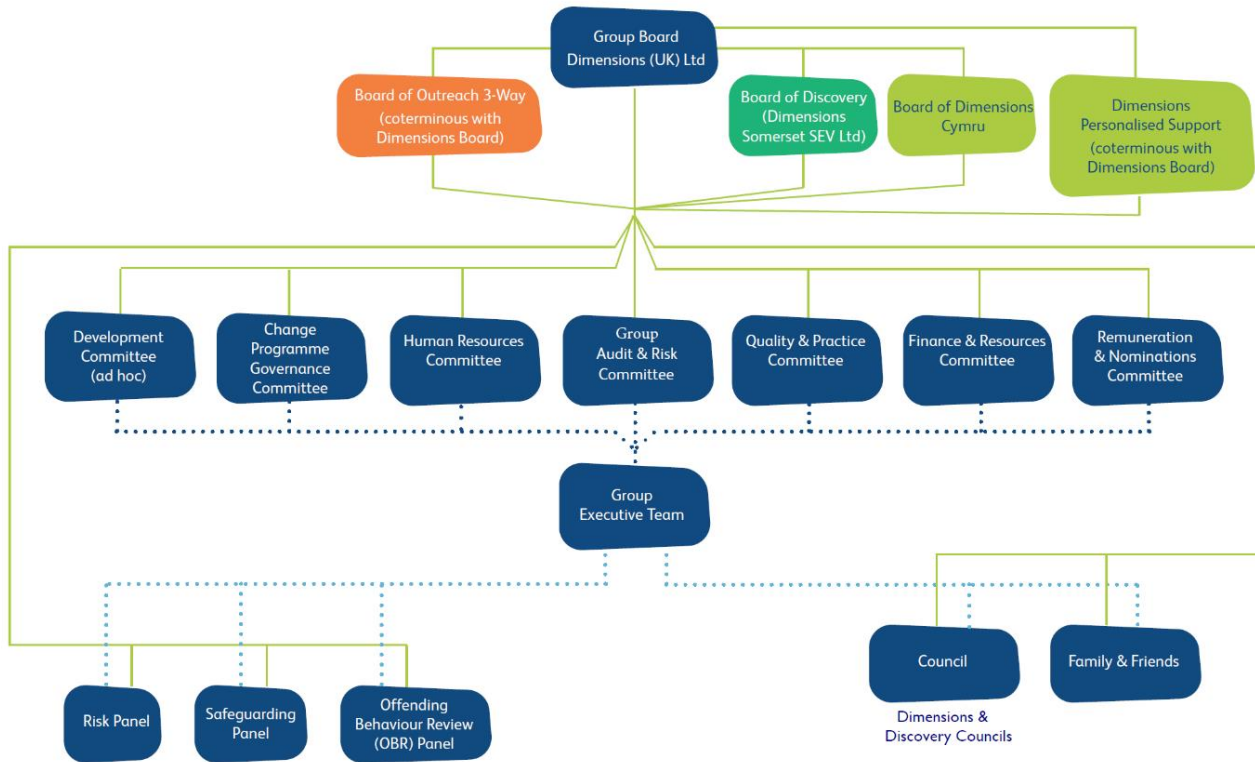 Group Board
Dimensions (UK) Ltd
Board of Outreach 3-Way
(coterminous with
Dimensions Board)
Board of Discovery
(Dimensions
Somerset SEV Ltd)
Board of Dimensions
Cymru
Dimensions
Personalised Support
(coterminous with
Dimensions Board)
Development
Committee
(ad hoc)
Change
Programme
Governance
Committee
Human Resources
Committee
Group
Audit & Risk
Committee
Quality & Practice
Committee
Finance & Resources
Committee
Remuneration
& Nominations
Committee
Group
Executive Team
Risk Panel
Safeguarding
Panel
Offending
Behaviour Review
(OBR) Panel
Council
Family & Friends
Dimensions &
Discovery Councils